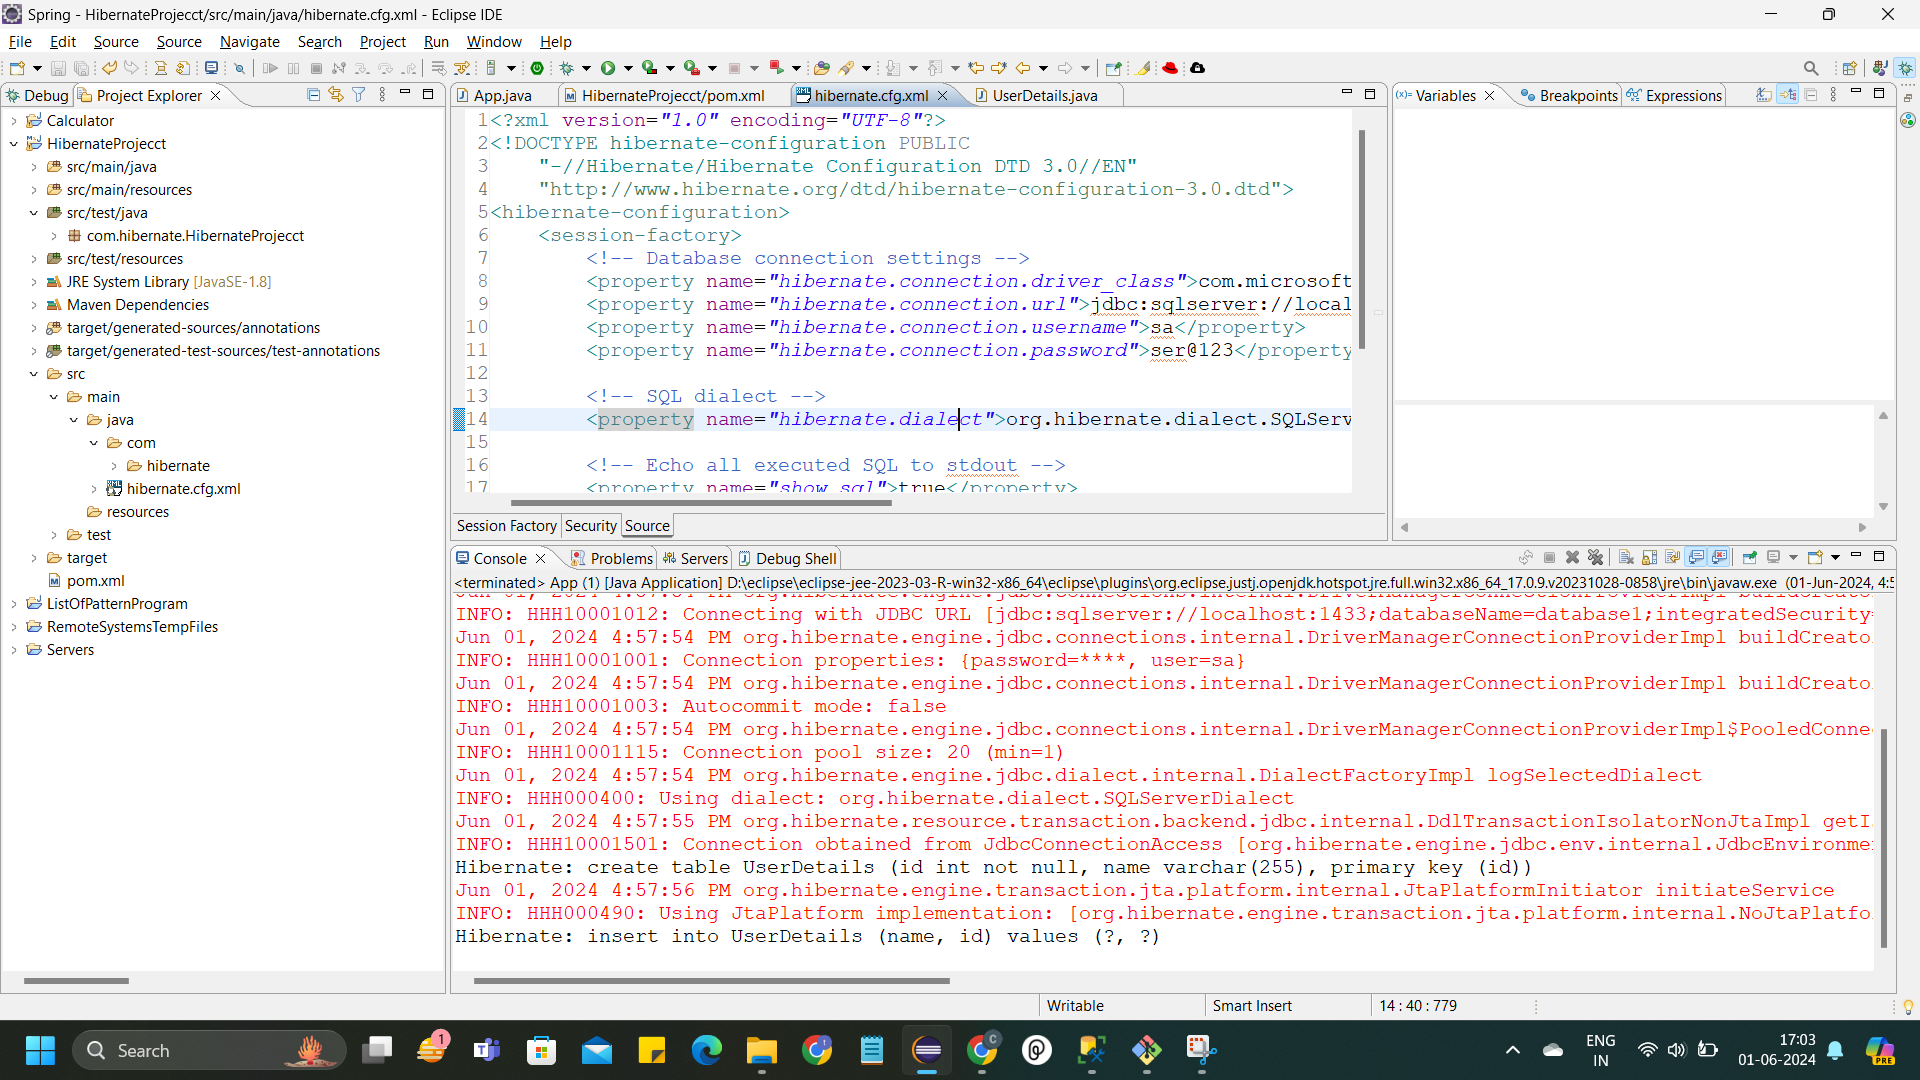 Spring - HibernateProjecct/src/main/java/hibernate.cfg.xml - Eclipse IDE
File Edit Source Source Navigate Search Project Run Window Help
Debug Project Explorer
Calculator
HibernateProjecct
src/main/java
src/main/resources
src/test/java
com.hibernate.HibernateProjecct
src/test/resources
JRE System Library [JavaSE-1.8]
Maven Dependencies
target/generated-sources/annotations
target/generated-test-sources/test-annotations
src
main
java
com
hibernate
hibernate.cfg.xml
resources
test
target
pom.xml
ListOfPatternProgram
RemoteSystemsTempFiles
Servers
App.java HibernateProjecct/pom.xml hibernate.cfg.xml UserDetails.java
1 <?xml version="1.0" encoding="UTF-8"?>
2 <!DOCTYPE hibernate-configuration PUBLIC
3 "-//Hibernate/Hibernate Configuration DTD 3.0//EN"
4 "http://www.hibernate.org/dtd/hibernate-configuration-3.0.dtd">
5 <hibernate-configuration>
6 <session-factory>
7 <!-- Database connection settings -->
8 <property name="hibernate.connection.driver_class">com.microsoft
9 <property name="hibernate.connection.url">jdbc:sqlserver://local
10 <property name="hibernate.connection.username">sa</property>
11 <property name="hibernate.connection.password">ser@123</property
12
13 <!-- SQL dialect -->
14 <property name="hibernate.dialect">org.hibernate.dialect.SQLServ
15
16 <!-- Echo all executed SQL to stdout -->
17 <property name="show_sql">true</property>
Session Factory Security Source
(x)= Variables Breakpoints Expressions
Console Problems Servers Debug Shell
<terminated> App (1) [Java Application] D:\eclipse\eclipse-jee-2023-03-R-win32-x86_64\eclipse\plugins\org.eclipse.justj.openjdk.hotspot.jre.full.win32.x86_64_17.0.9.v20231028-0858\jre\bin\javaw.exe (01-Jun-2024, 4:5
Jun 01, 2024 4:57:54 PM org.hibernate.engine.jdbc.connections.internal.DriverManagerConnectionProviderImpl buildCreato
INFO: HHH10001012: Connecting with JDBC URL [jdbc:sqlserver://localhost:1433;databaseName=database1;integratedSecurity=
Jun 01, 2024 4:57:54 PM org.hibernate.engine.jdbc.connections.internal.DriverManagerConnectionProviderImpl buildCreato
INFO: HHH10001001: Connection properties: {password=****, user=sa}
Jun 01, 2024 4:57:54 PM org.hibernate.engine.jdbc.connections.internal.DriverManagerConnectionProviderImpl buildCreato
INFO: HHH10001003: Autocommit mode: false
Jun 01, 2024 4:57:54 PM org.hibernate.engine.jdbc.connections.internal.DriverManagerConnectionProviderImpl$PooledConne
INFO: HHH10001115: Connection pool size: 20 (min=1)
Jun 01, 2024 4:57:54 PM org.hibernate.engine.jdbc.dialect.internal.DialectFactoryImpl logSelectedDialect
INFO: HHH000400: Using dialect: org.hibernate.dialect.SQLServerDialect
Jun 01, 2024 4:57:55 PM org.hibernate.resource.transaction.backend.jdbc.internal.DdlTransactionIsolatorNonJtaImpl getI
INFO: HHH10001501: Connection obtained from JdbcConnectionAccess [org.hibernate.engine.jdbc.env.internal.JdbcEnvironme
Hibernate: create table UserDetails (id int not null, name varchar(255), primary key (id))
Jun 01, 2024 4:57:56 PM org.hibernate.engine.transaction.jta.platform.internal.JtaPlatformInitiator initiateService
INFO: HHH000490: Using JtaPlatform implementation: [org.hibernate.engine.transaction.jta.platform.internal.NoJtaPlatfo
Hibernate: insert into UserDetails (name, id) values (?, ?)
Writable Smart Insert 14 : 40 : 779
Search
1
ENG
IN
17:03
01-06-2024
PRE